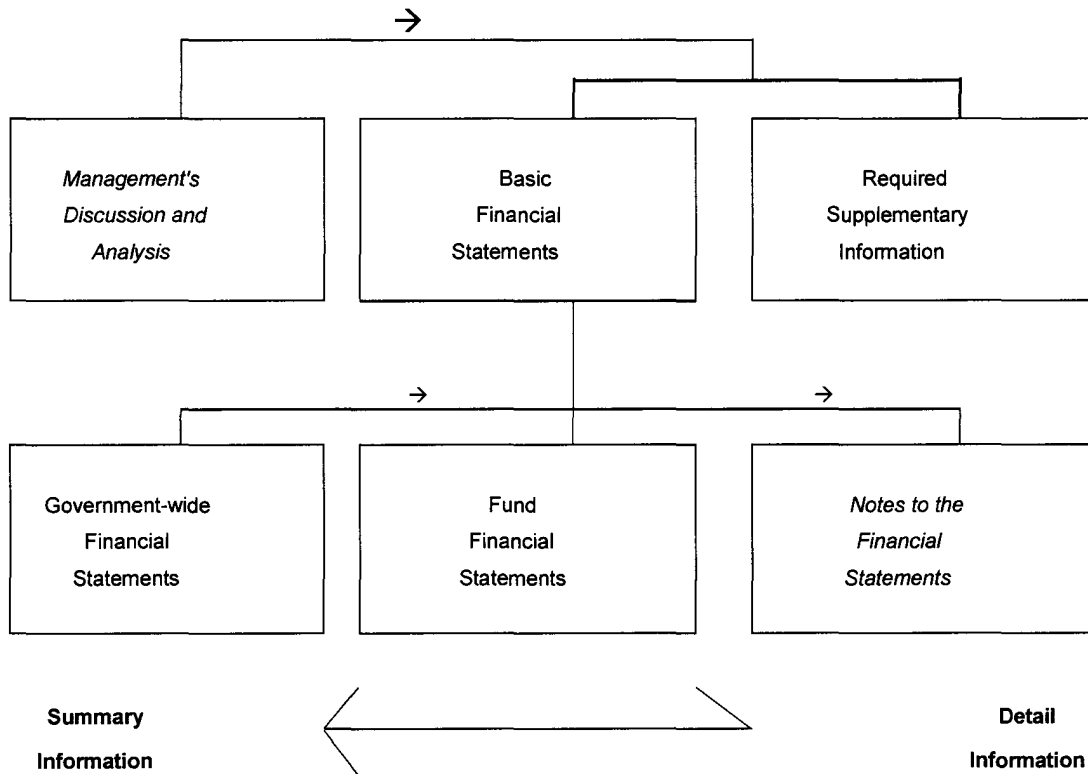 Management's
Discussion and
Analysis
Basic
Financial
Statements
Required
Supplementary
Information
Government-wide
Financial
Statements
Fund
Financial
Statements
Notes to the
Financial
Statements
Summary
Information
Detail
Information